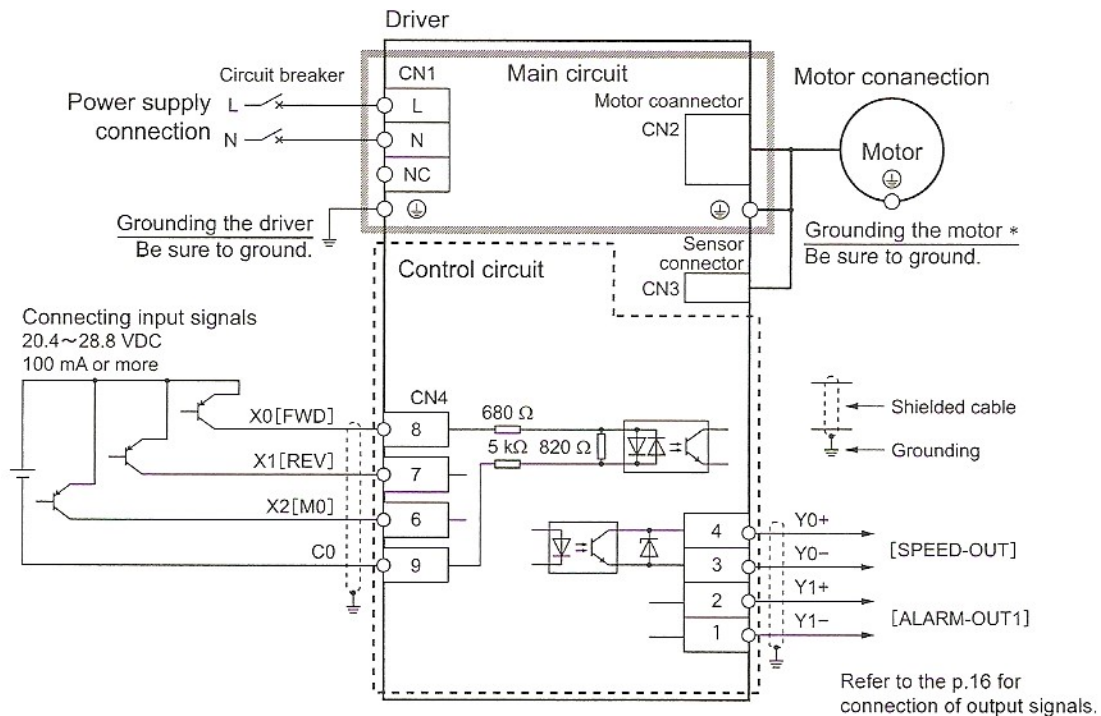 Driver
Circuit breaker
CN1
Main circuit
Motor conanection
Power supply
connection
L
L
Motor coannector
CN2
N
N
Motor
NC
Grounding the driver
Be sure to ground.
Grounding the motor *
Be sure to ground.
Sensor
connector
CN3
Control circuit
Connecting input signals
20.4～28.8 VDC
100 mA or more
CN4
X0[FWD]
8
680 Ω
5 kΩ
820 Ω
X1[REV]
7
X2[M0]
6
C0
9
Shielded cable
Grounding
4
Y0+
3
Y0−
[SPEED-OUT]
2
Y1+
1
Y1−
[ALARM-OUT1]
Refer to the p.16 for
connection of output signals.